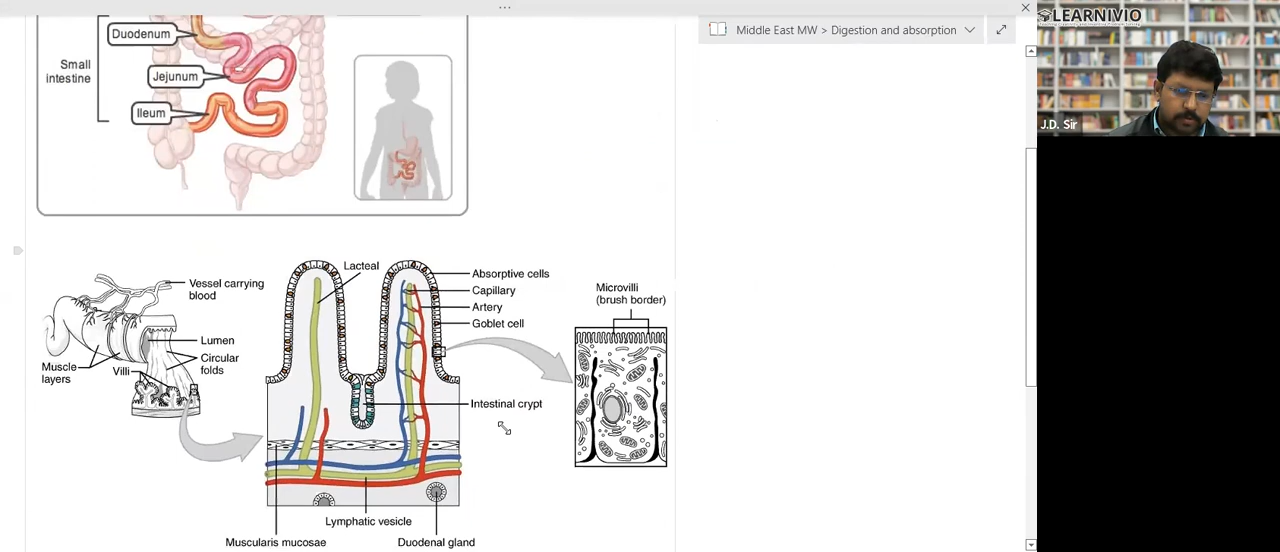 Duodenum
Small
intestine
Jejunum
Ileum
Middle East MW > Digestion and absorption
LEARNIVIO
J.D. Sir
Vessel carrying
blood
Lumen
Circular
folds
Muscle
layers
Villi
Lacteal
Absorptive cells
Capillary
Artery
Goblet cell
Intestinal crypt
Lymphatic vesicle
Muscularis mucosae
Duodenal gland
Microvilli
(brush border)